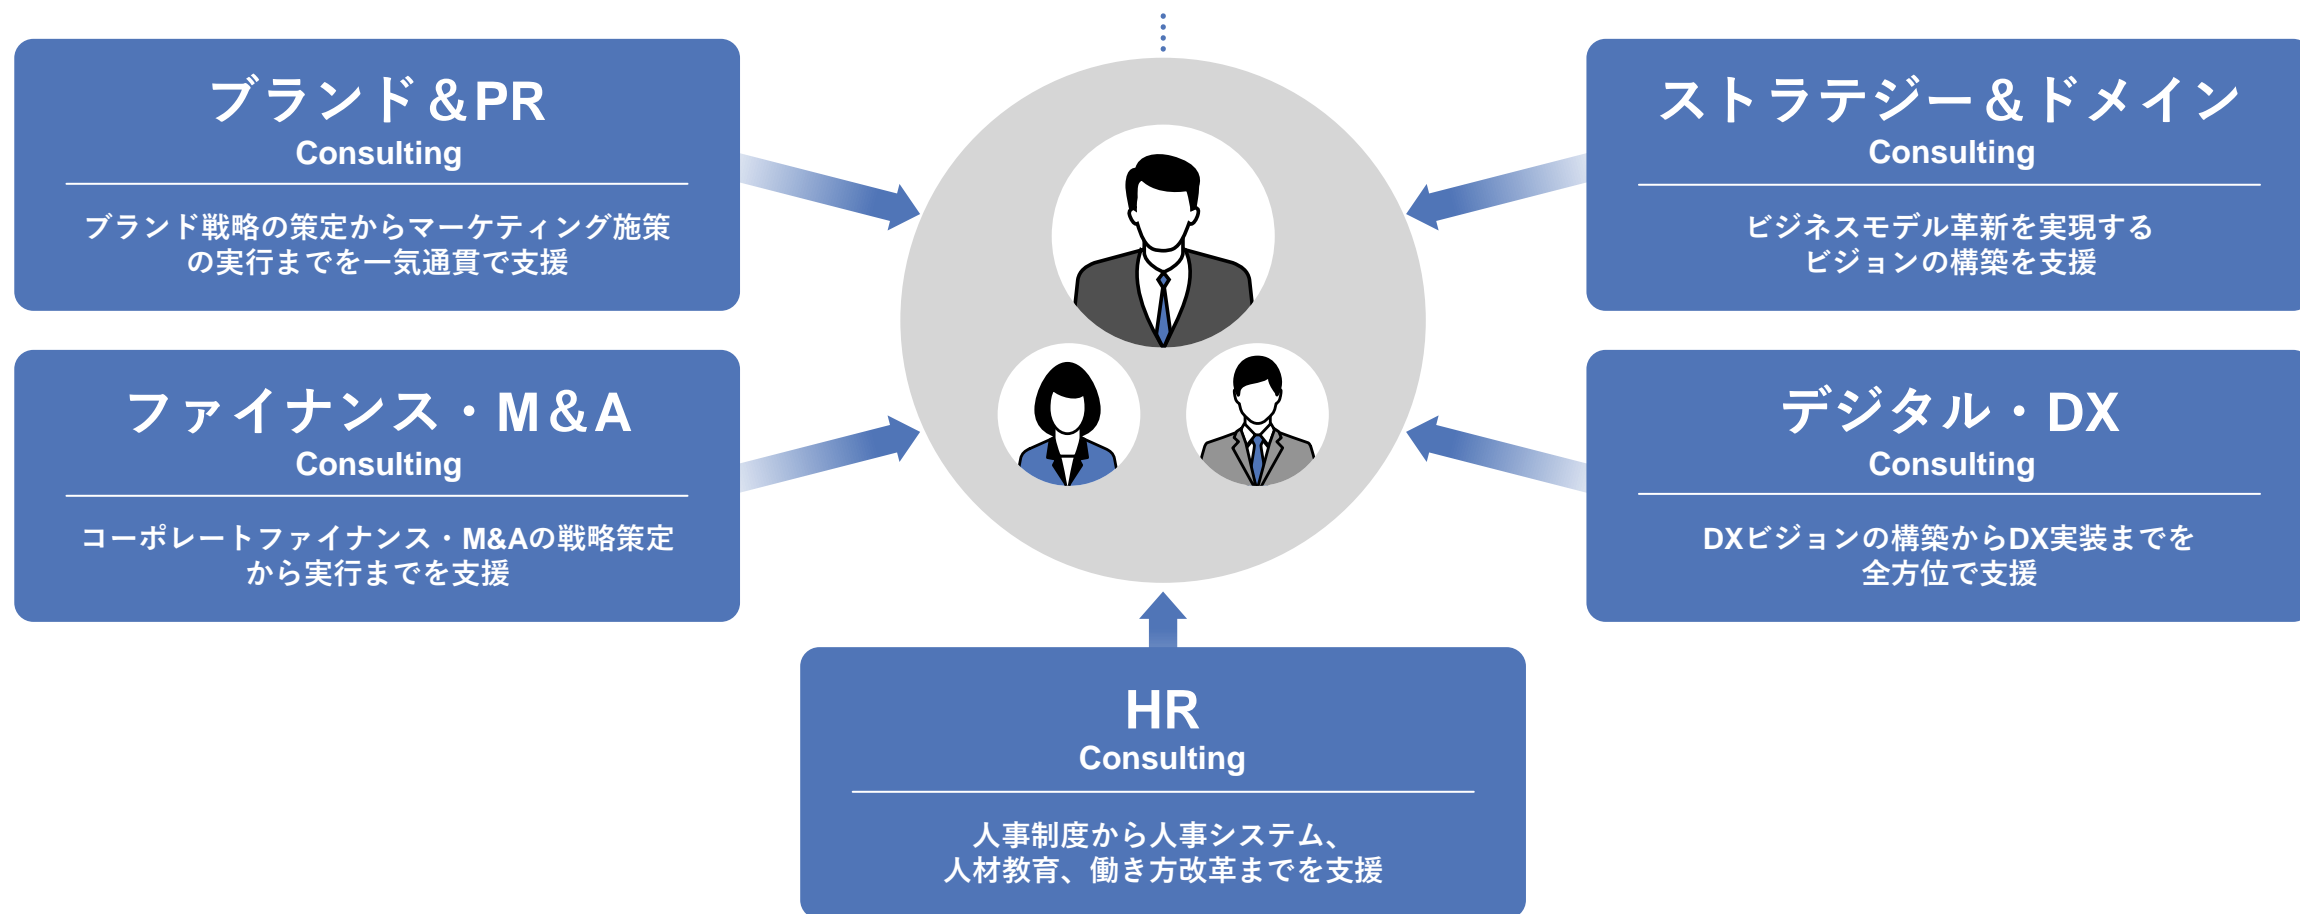 ブランド＆PR
Consulting
ブランド戦略の策定からマーケティング施策
の実行までを一気通貫で支援
ストラテジー＆ドメイン
Consulting
ビジネスモデル革新を実現する
ビジョンの構築を支援
ファイナンス・M＆A
Consulting
コーポレートファイナンス・M&Aの戦略策定
から実行までを支援
デジタル・DX
Consulting
DXビジョンの構築からDX実装までを
全方位で支援
HR
Consulting
人事制度から人事システム、
人材教育、働き方改革までを支援